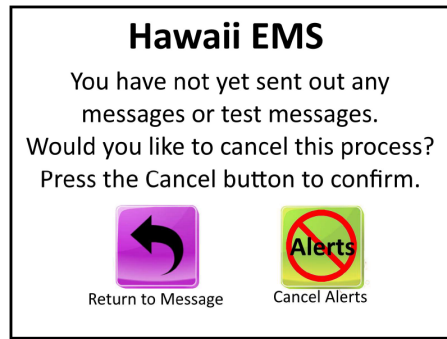 Hawaii EMS
You have not yet sent out any
messages or test messages.
Would you like to cancel this process?
Press the Cancel button to confirm.
Alerts
Return to Message
Cancel Alerts